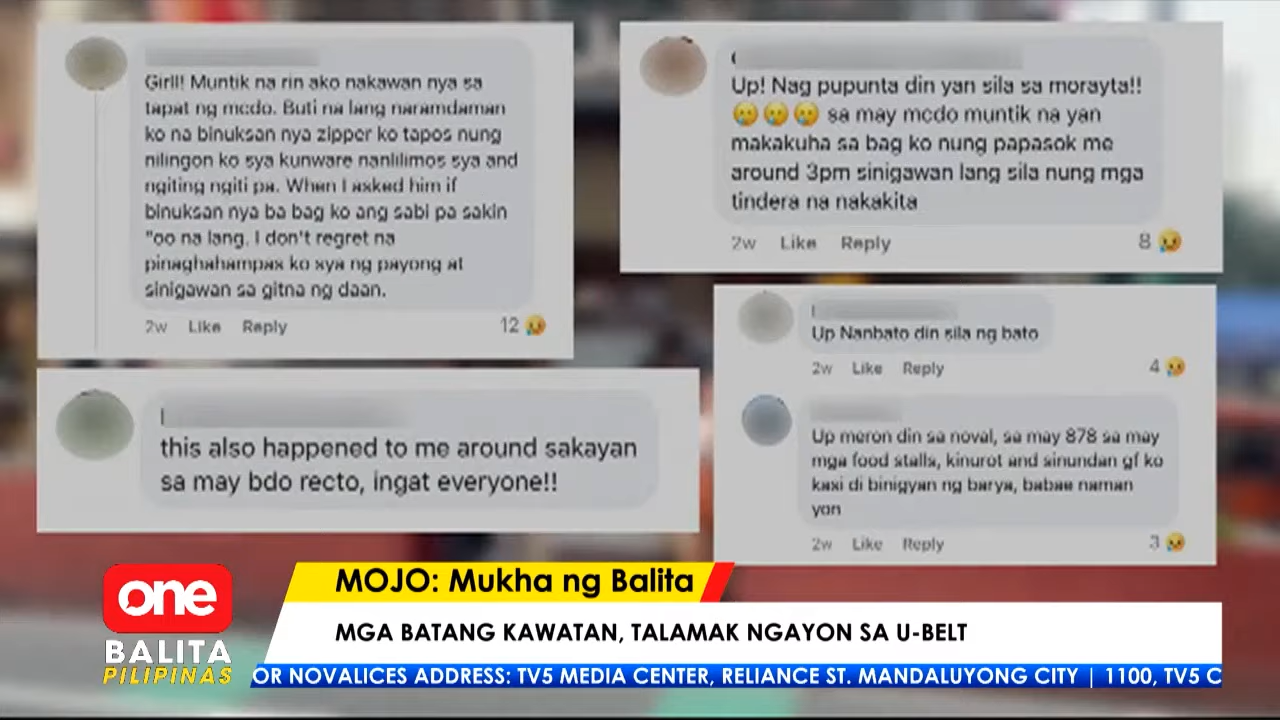 Girl!! Muntik na rin ako nakawan nya sa
tapat ng mcdo. Buti na lang naramdaman
ko na binuksan nya zipper ko tapos nung
nilingon ko sya kunware nanlilimos sya and
ngiting ngiti pa. When I asked him if
binuksan nya ba bag ko ang sabi pa sakin
"oo na lang. I don't regret na
pinaghahampas ko sya ng payong at
sinigawan sa gitna ng daan.
2w Like Reply 12
Up! Nag pupunta din yan sila sa morayta!!
🥲🥲🥲 sa may mcdo muntik na yan
makakuha sa bag ko nung papasok me
around 3pm sinigawan lang sila nung mga
tindera na nakakita
2w Like Reply 8
this also happened to me around sakayan
sa may bdo recto, ingat everyone!!
Up Nanbato din sila ng bato
2w Like Reply 4
Up meron din sa noval, sa may 878 sa may
mga food stalls, kinurot and sinundan gf ko
kasi di binigyan ng barya, babae naman
yon
2w Like Reply 3
MOJO: Mukha ng Balita
MGA BATANG KAWATAN, TALAMAK NGAYON SA U-BELT
one
BALITA
PILIPINAS
OR NOVALICES ADDRESS: TV5 MEDIA CENTER, RELIANCE ST. MANDALUYONG CITY | 1100, TV5 C